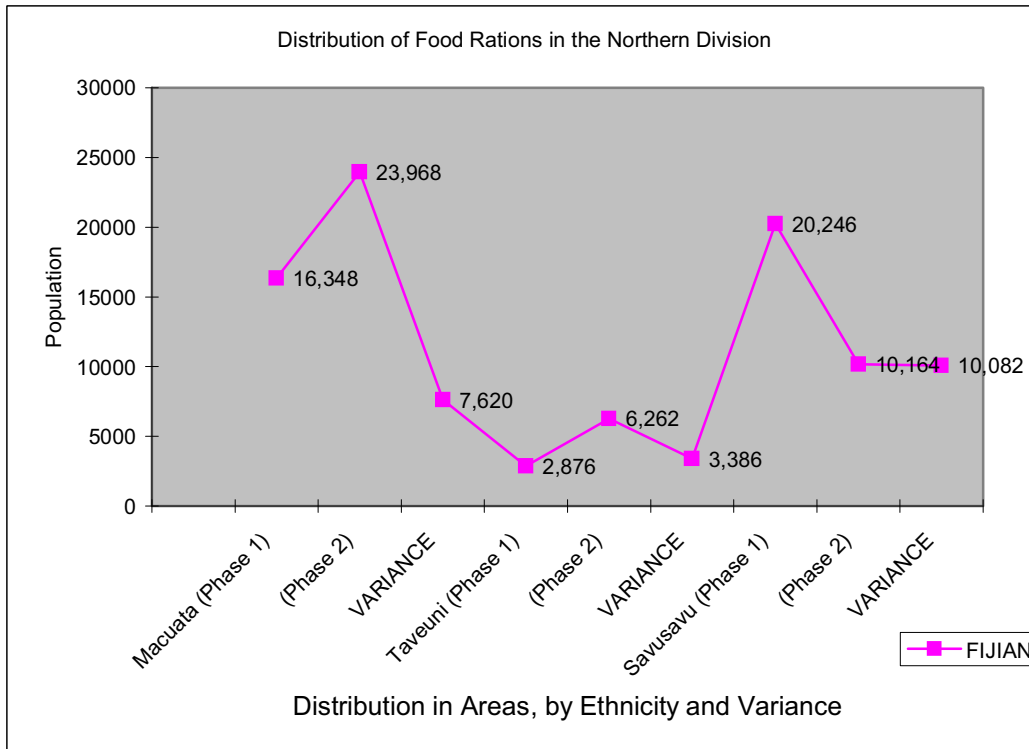 Distribution of Food Rations in the Northern Division
Population
30000
25000
20000
15000
10000
5000
0
16,348
23,968
7,620
2,876
6,262
3,386
20,246
10,164
10,082
Macuata (Phase 1)
(Phase 2)
VARIANCE
Taveuni (Phase 1)
(Phase 2)
VARIANCE
Savusavu (Phase 1)
(Phase 2)
VARIANCE
FIJIAN
Distribution in Areas, by Ethnicity and Variance